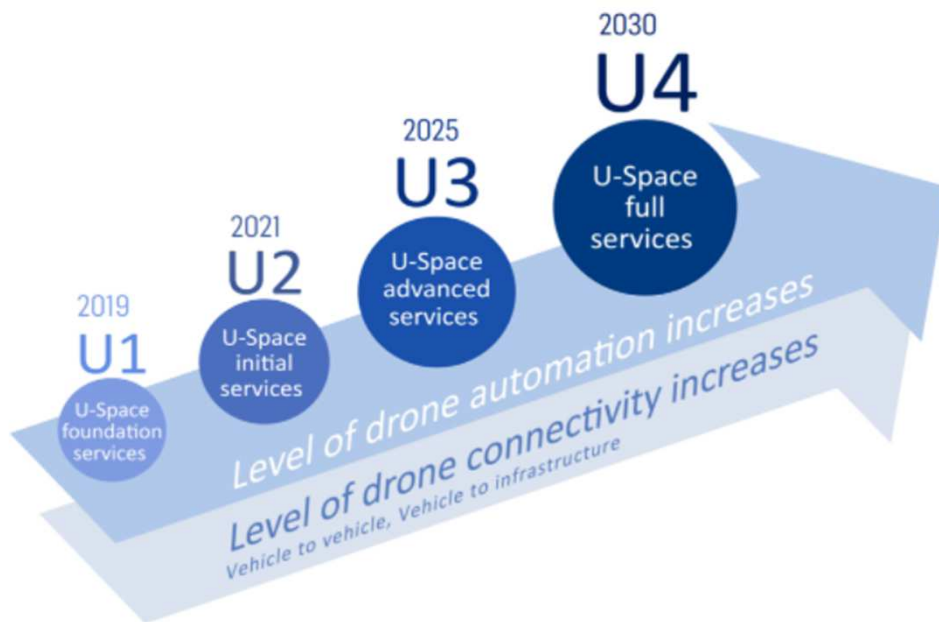 2019
U1
U-Space
foundation
services
2021
U2
U-Space
initial
services
2025
U3
U-Space
advanced
services
2030
U4
U-Space
full
services
Level of drone automation increases
Level of drone connectivity increases
Vehicle to vehicle, Vehicle to infrastructure